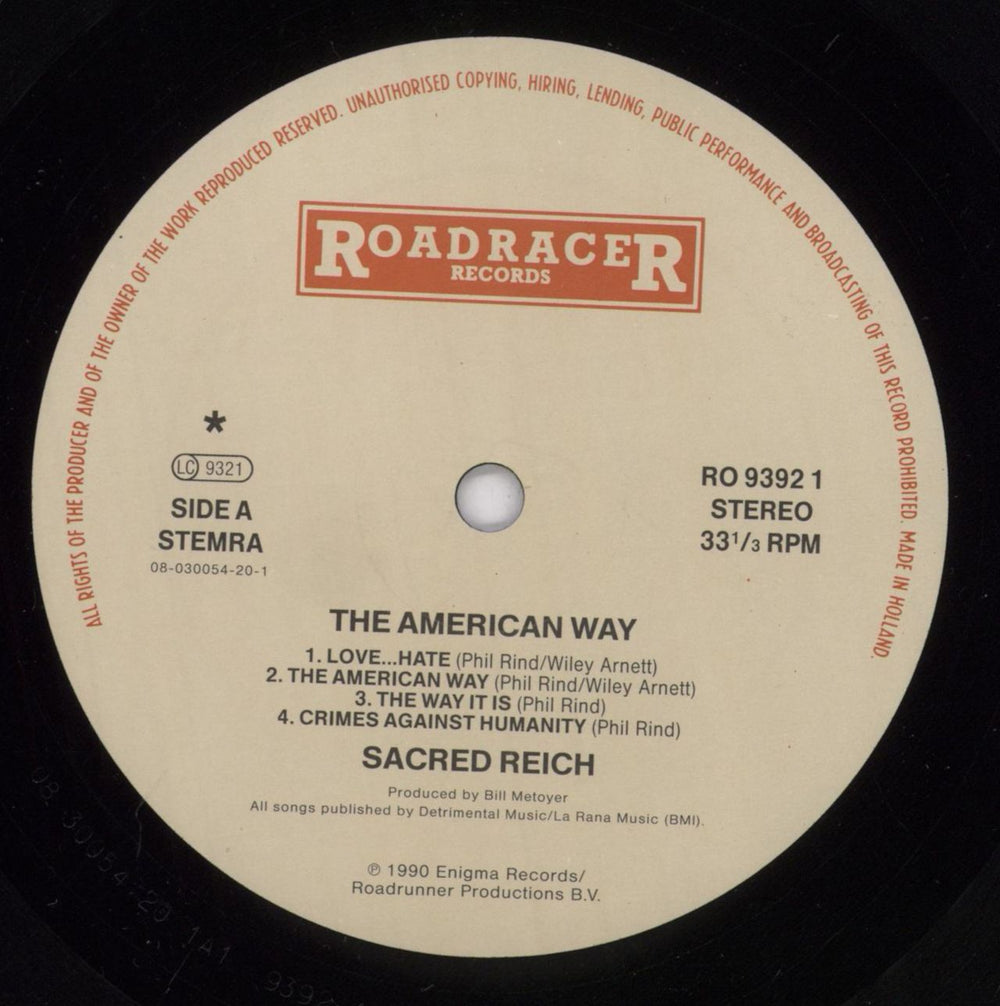 ALL RIGHTS OF THE PRODUCER AND OF THE OWNER OF THE WORK REPRODUCED RESERVED. UNAUTHORISED COPYING, HIRING, LENDING, PUBLIC PERFORMANCE AND BROADCASTING OF THIS RECORD PROHIBITED. MADE IN HOLLAND.
ROADRACER
RECORDS
*
LC 9321
SIDE A
STEMRA
08-030054-20-1
RO 9392 1
STEREO
33 1/3 RPM
THE AMERICAN WAY
1. LOVE...HATE (Phil Rind/Wiley Arnett)
2. THE AMERICAN WAY (Phil Rind/Wiley Arnett)
3. THE WAY IT IS (Phil Rind)
4. CRIMES AGAINST HUMANITY (Phil Rind)
SACRED REICH
Produced by Bill Metoyer
All songs published by Detrimental Music/La Rana Music (BMI).
℗ 1990 Enigma Records/
Roadrunner Productions B.V.